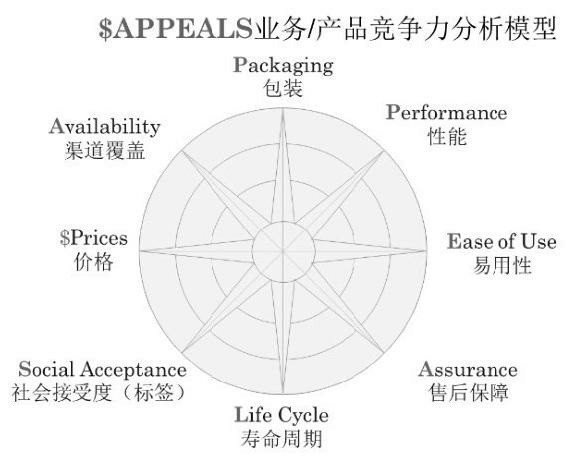 $APPEALS业务/产品竞争力分析模型
Packaging
包装
Performance
性能
Availability
渠道覆盖
$Prices
价格
Ease of Use
易用性
Social Acceptance
社会接受度（标签）
Assurance
售后保障
Life Cycle
寿命周期